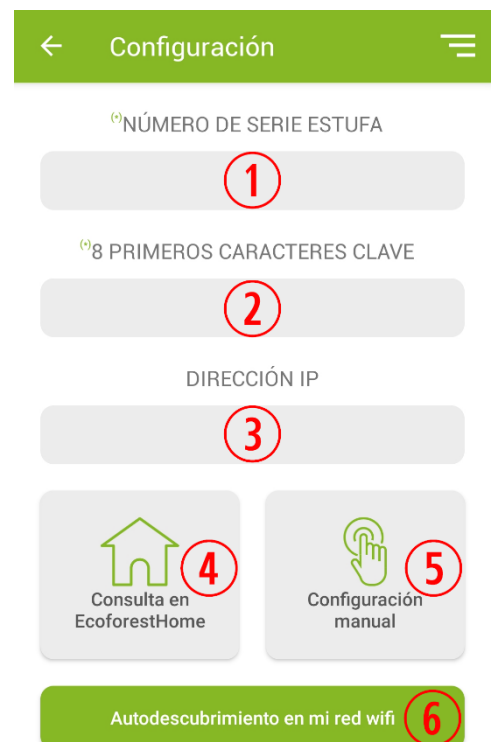 Configuración
(*)NÚMERO DE SERIE ESTUFA
1
(*)8 PRIMEROS CARACTERES CLAVE
2
DIRECCIÓN IP
3
4
Consulta en
EcoforestHome
5
Configuración
manual
Autodescubrimiento en mi red wifi 6